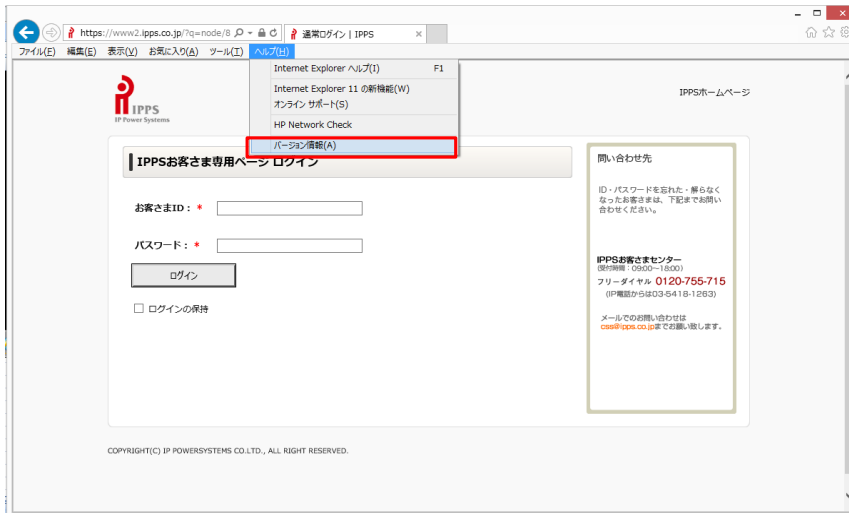 https://www2.ipps.co.jp/?q=node/8
通常ログイン | IPPS
ファイル(F) 編集(E) 表示(V) お気に入り(A) ツール(T) ヘルプ(H)
Internet Explorer ヘルプ(I) F1
Internet Explorer 11 の新機能(W)
オンライン サポート(S)
HP Network Check
バージョン情報(A)
IPPS
IP Power Systems
IPPSホームページ
IPPSお客さま専用ページ ログイン
お客さまID： *
パスワード： *
ログイン
ログインの保持
問い合わせ先
ID・パスワードを忘れた・解らなく
なったお客さまは、下記までお問い
合わせください。
IPPSお客さまセンター
(受付時間：09:00～18:00)
フリーダイヤル 0120-755-715
(IP電話からは03-5418-1263)
メールでのお問い合わせは
css@ipps.co.jpまでお願い致します。
COPYRIGHT(C) IP POWERSYSTEMS CO.LTD., ALL RIGHT RESERVED.